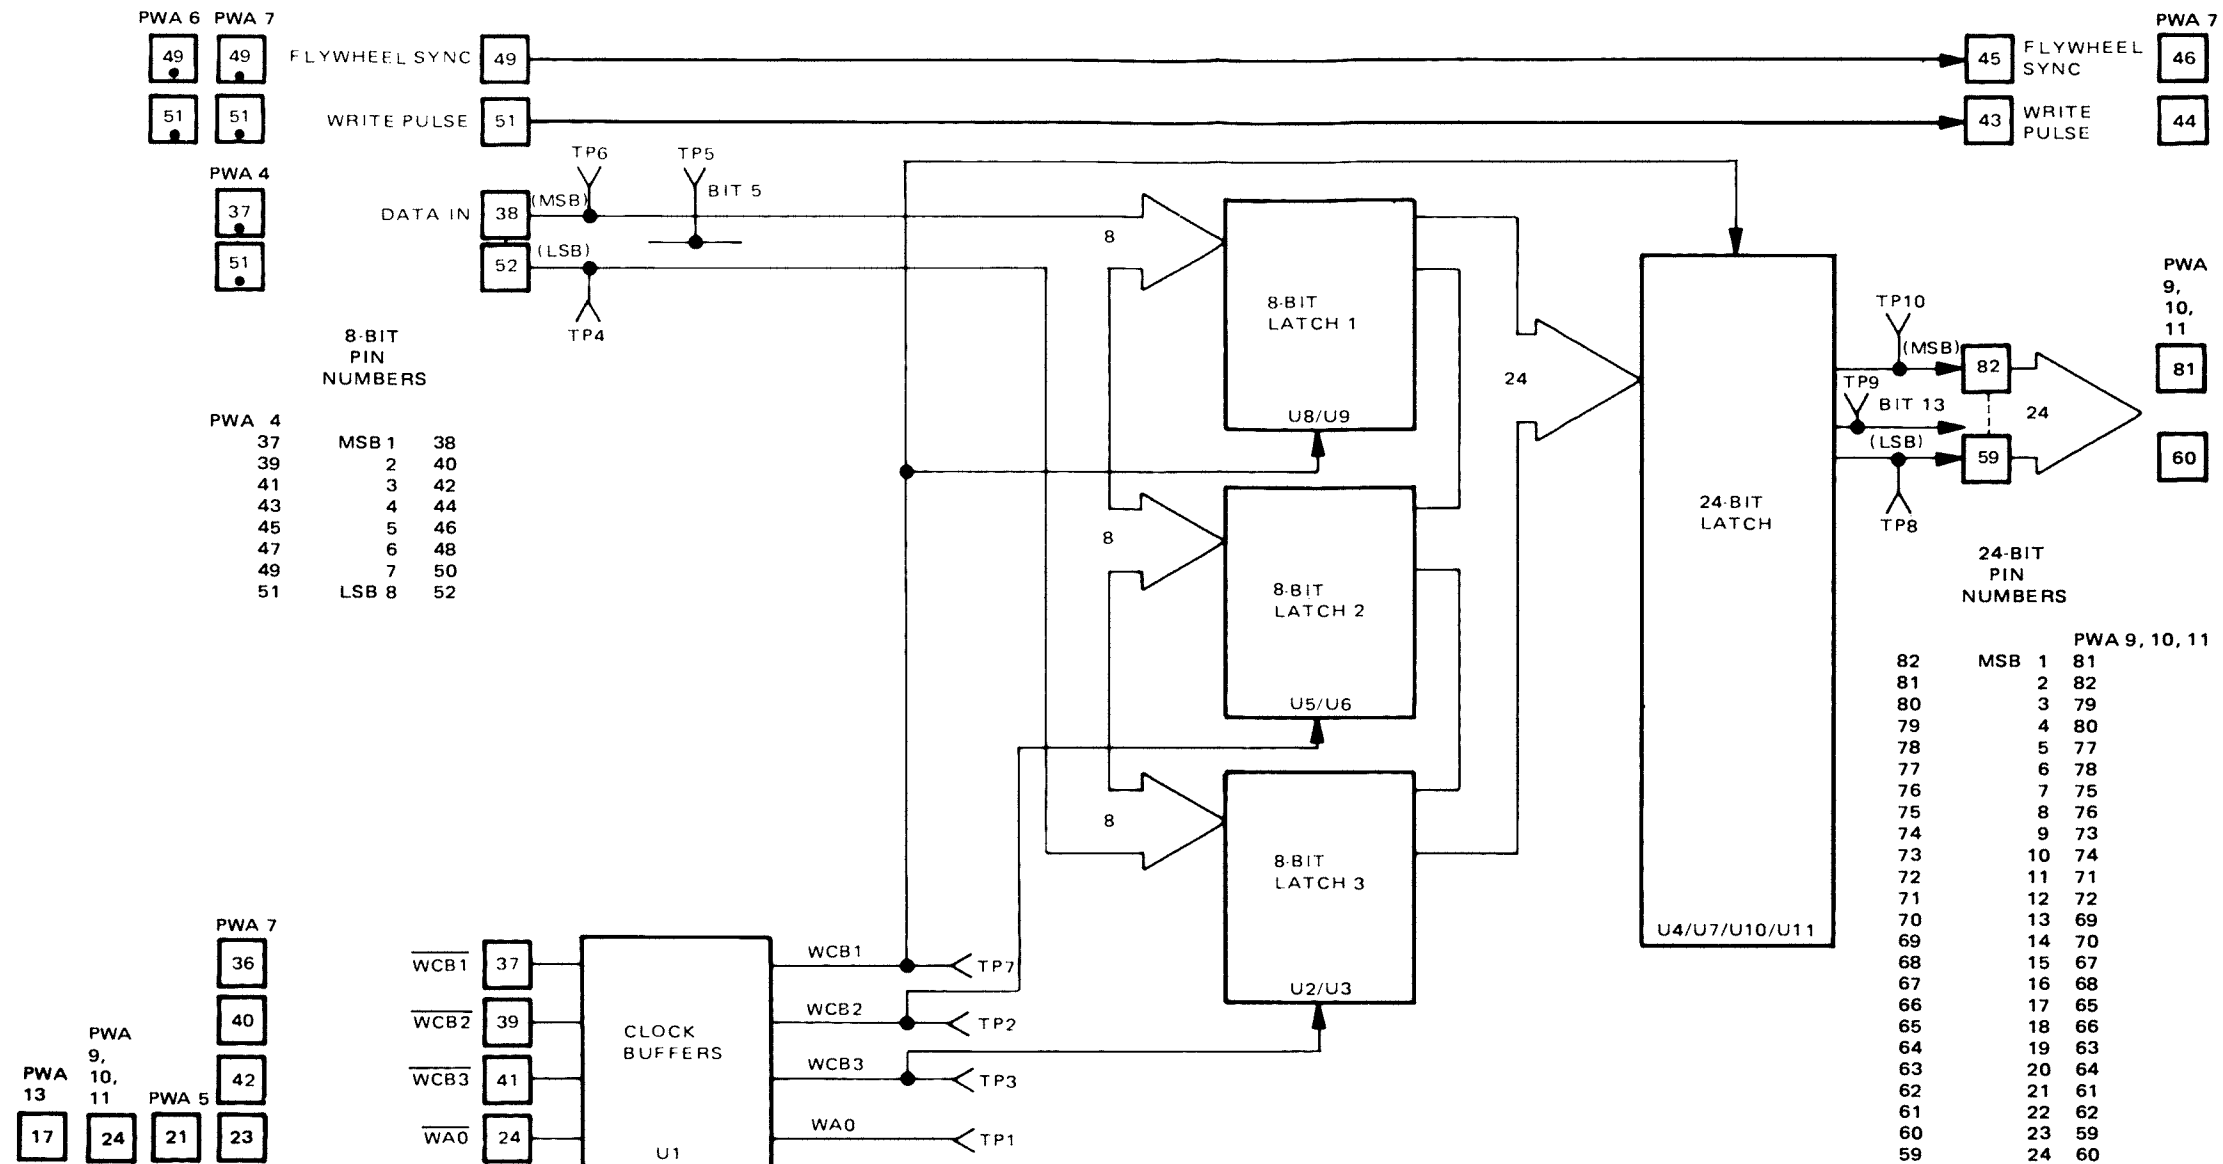 PWA 6 PWA 7
49 49 FLYWHEEL SYNC 49
51 51 WRITE PULSE 51
45 FLYWHEEL SYNC
43 WRITE PULSE
PWA 7
46
44
PWA 4
37
51
DATA IN 38 (MSB)
52 (LSB)
TP6
TP5
BIT 5
TP4
8-BIT
PIN
NUMBERS
PWA 4
37 MSB 1 38
39 2 40
41 3 42
43 4 44
45 5 46
47 6 48
49 7 50
51 LSB 8 52
8
8-BIT
LATCH 1
U8/U9
8
8-BIT
LATCH 2
U5/U6
8
8-BIT
LATCH 3
U2/U3
24
24-BIT
LATCH
U4/U7/U10/U11
TP10
(MSB)
82
TP9
BIT 13
(LSB)
59
TP8
24
PWA
9,
10,
11
81
60
24-BIT
PIN
NUMBERS
PWA 9, 10, 11
82 MSB 1 81
81 2 82
80 3 79
79 4 80
78 5 77
77 6 78
76 7 75
75 8 76
74 9 73
73 10 74
72 11 71
71 12 72
70 13 69
69 14 70
68 15 67
67 16 68
66 17 65
65 18 66
64 19 63
63 20 64
62 21 61
61 22 62
60 23 59
59 24 60
PWA 7
36
40
42
23
PWA
13
17
PWA
9,
10,
11
24
PWA 5
21
WCB1 37
WCB2 39
WCB3 41
WA0 24
CLOCK
BUFFERS
U1
WCB1 TP7
WCB2 TP2
WCB3 TP3
WA0 TP1